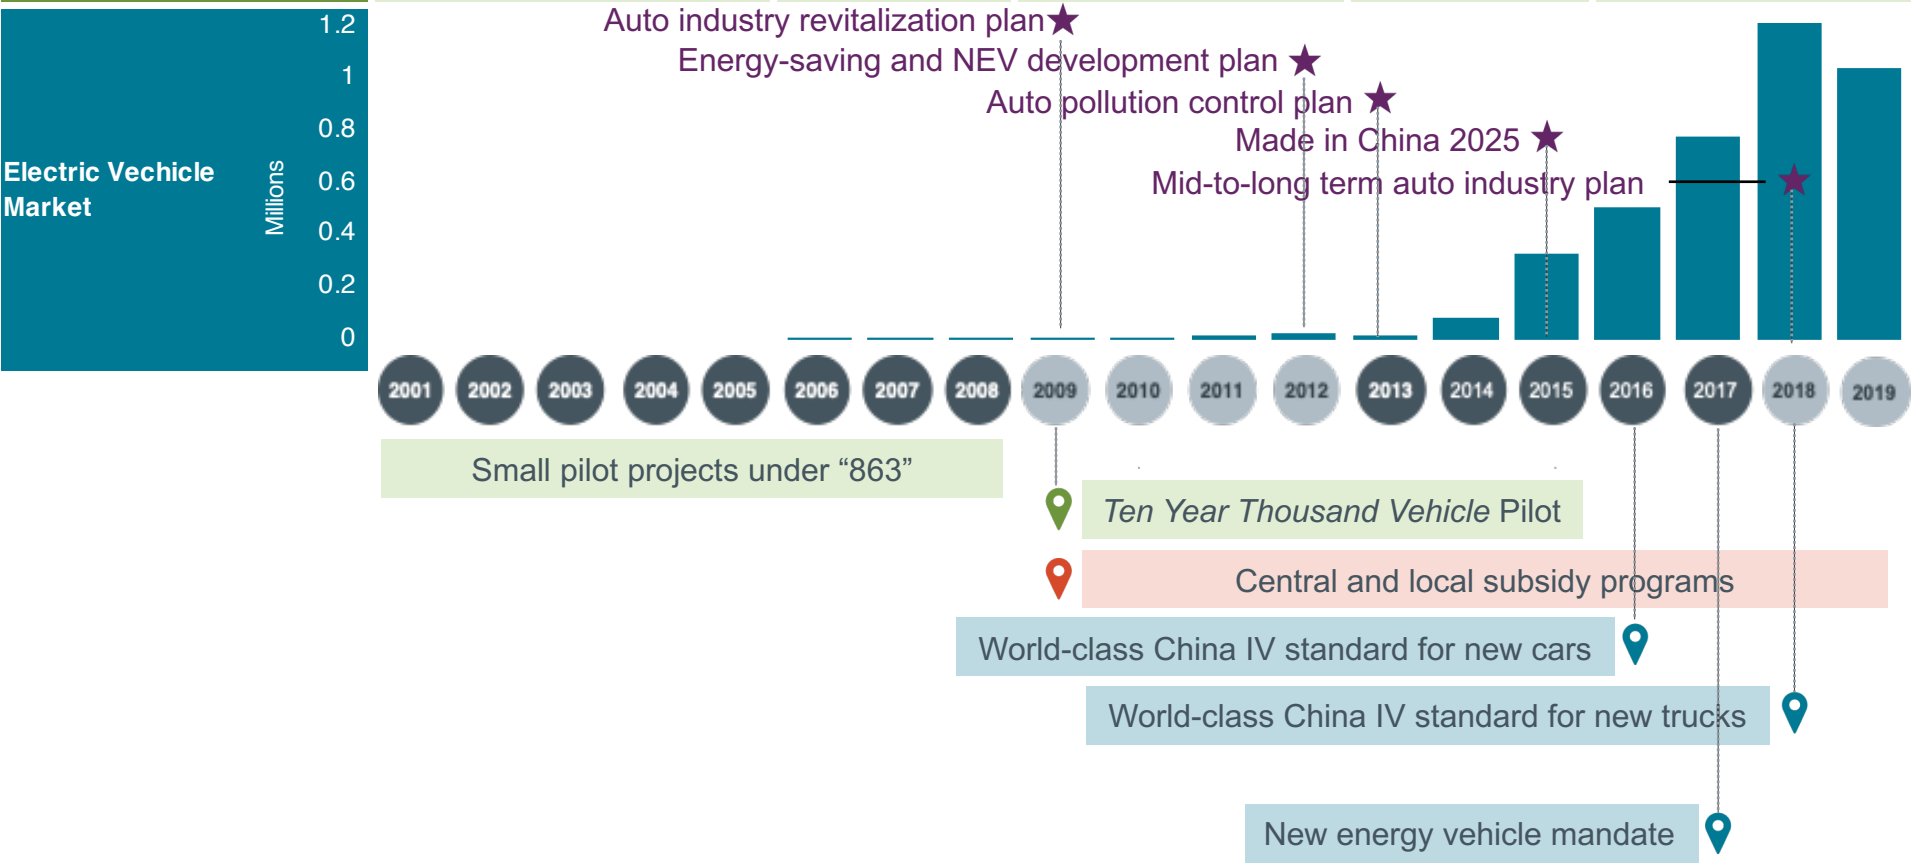 1.2
Auto industry revitalization plan
Energy-saving and NEV development plan
1
Auto pollution control plan
0.8
Made in China 2025
Electric Vechicle
Market
Millions
0.6
Mid-to-long term auto industry plan
0.4
0.2
0
2001 2002 2003 2004 2005 2006 2007 2008 2009 2010 2011 2012 2013 2014 2015 2016 2017 2018 2019
Small pilot projects under “863”
Ten Year Thousand Vehicle Pilot
Central and local subsidy programs
World-class China IV standard for new cars
World-class China IV standard for new trucks
New energy vehicle mandate